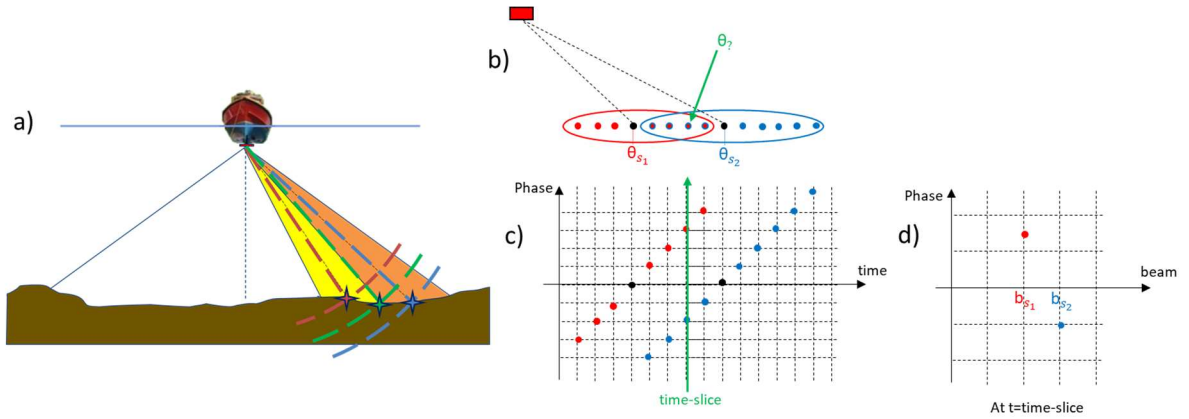 a)
b)
θ?
θs1
θs2
Phase
c)
time
time-slice
Phase
d)
beam
bs1
bs2
At t=time-slice